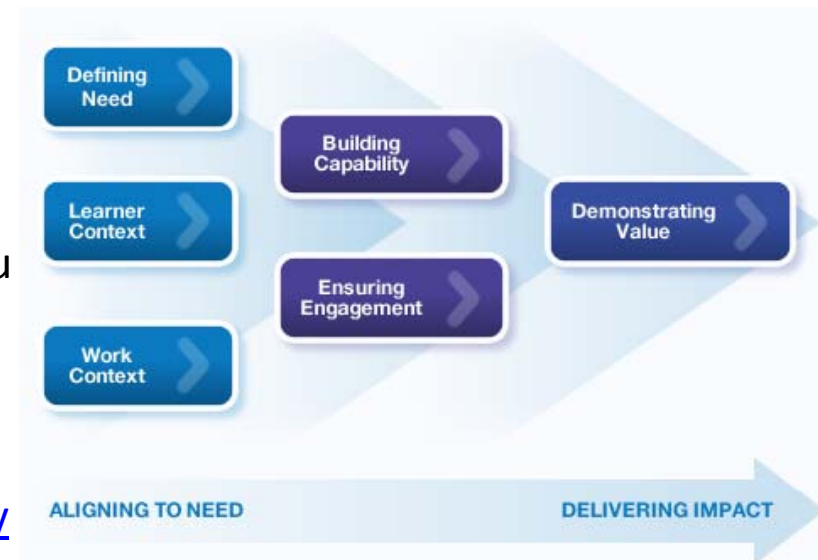 Defining
Need
Learner
Context
Work
Context
Building
Capability
Ensuring
Engagement
Demonstrating
Value
u
ALIGNING TO NEED
DELIVERING IMPACT